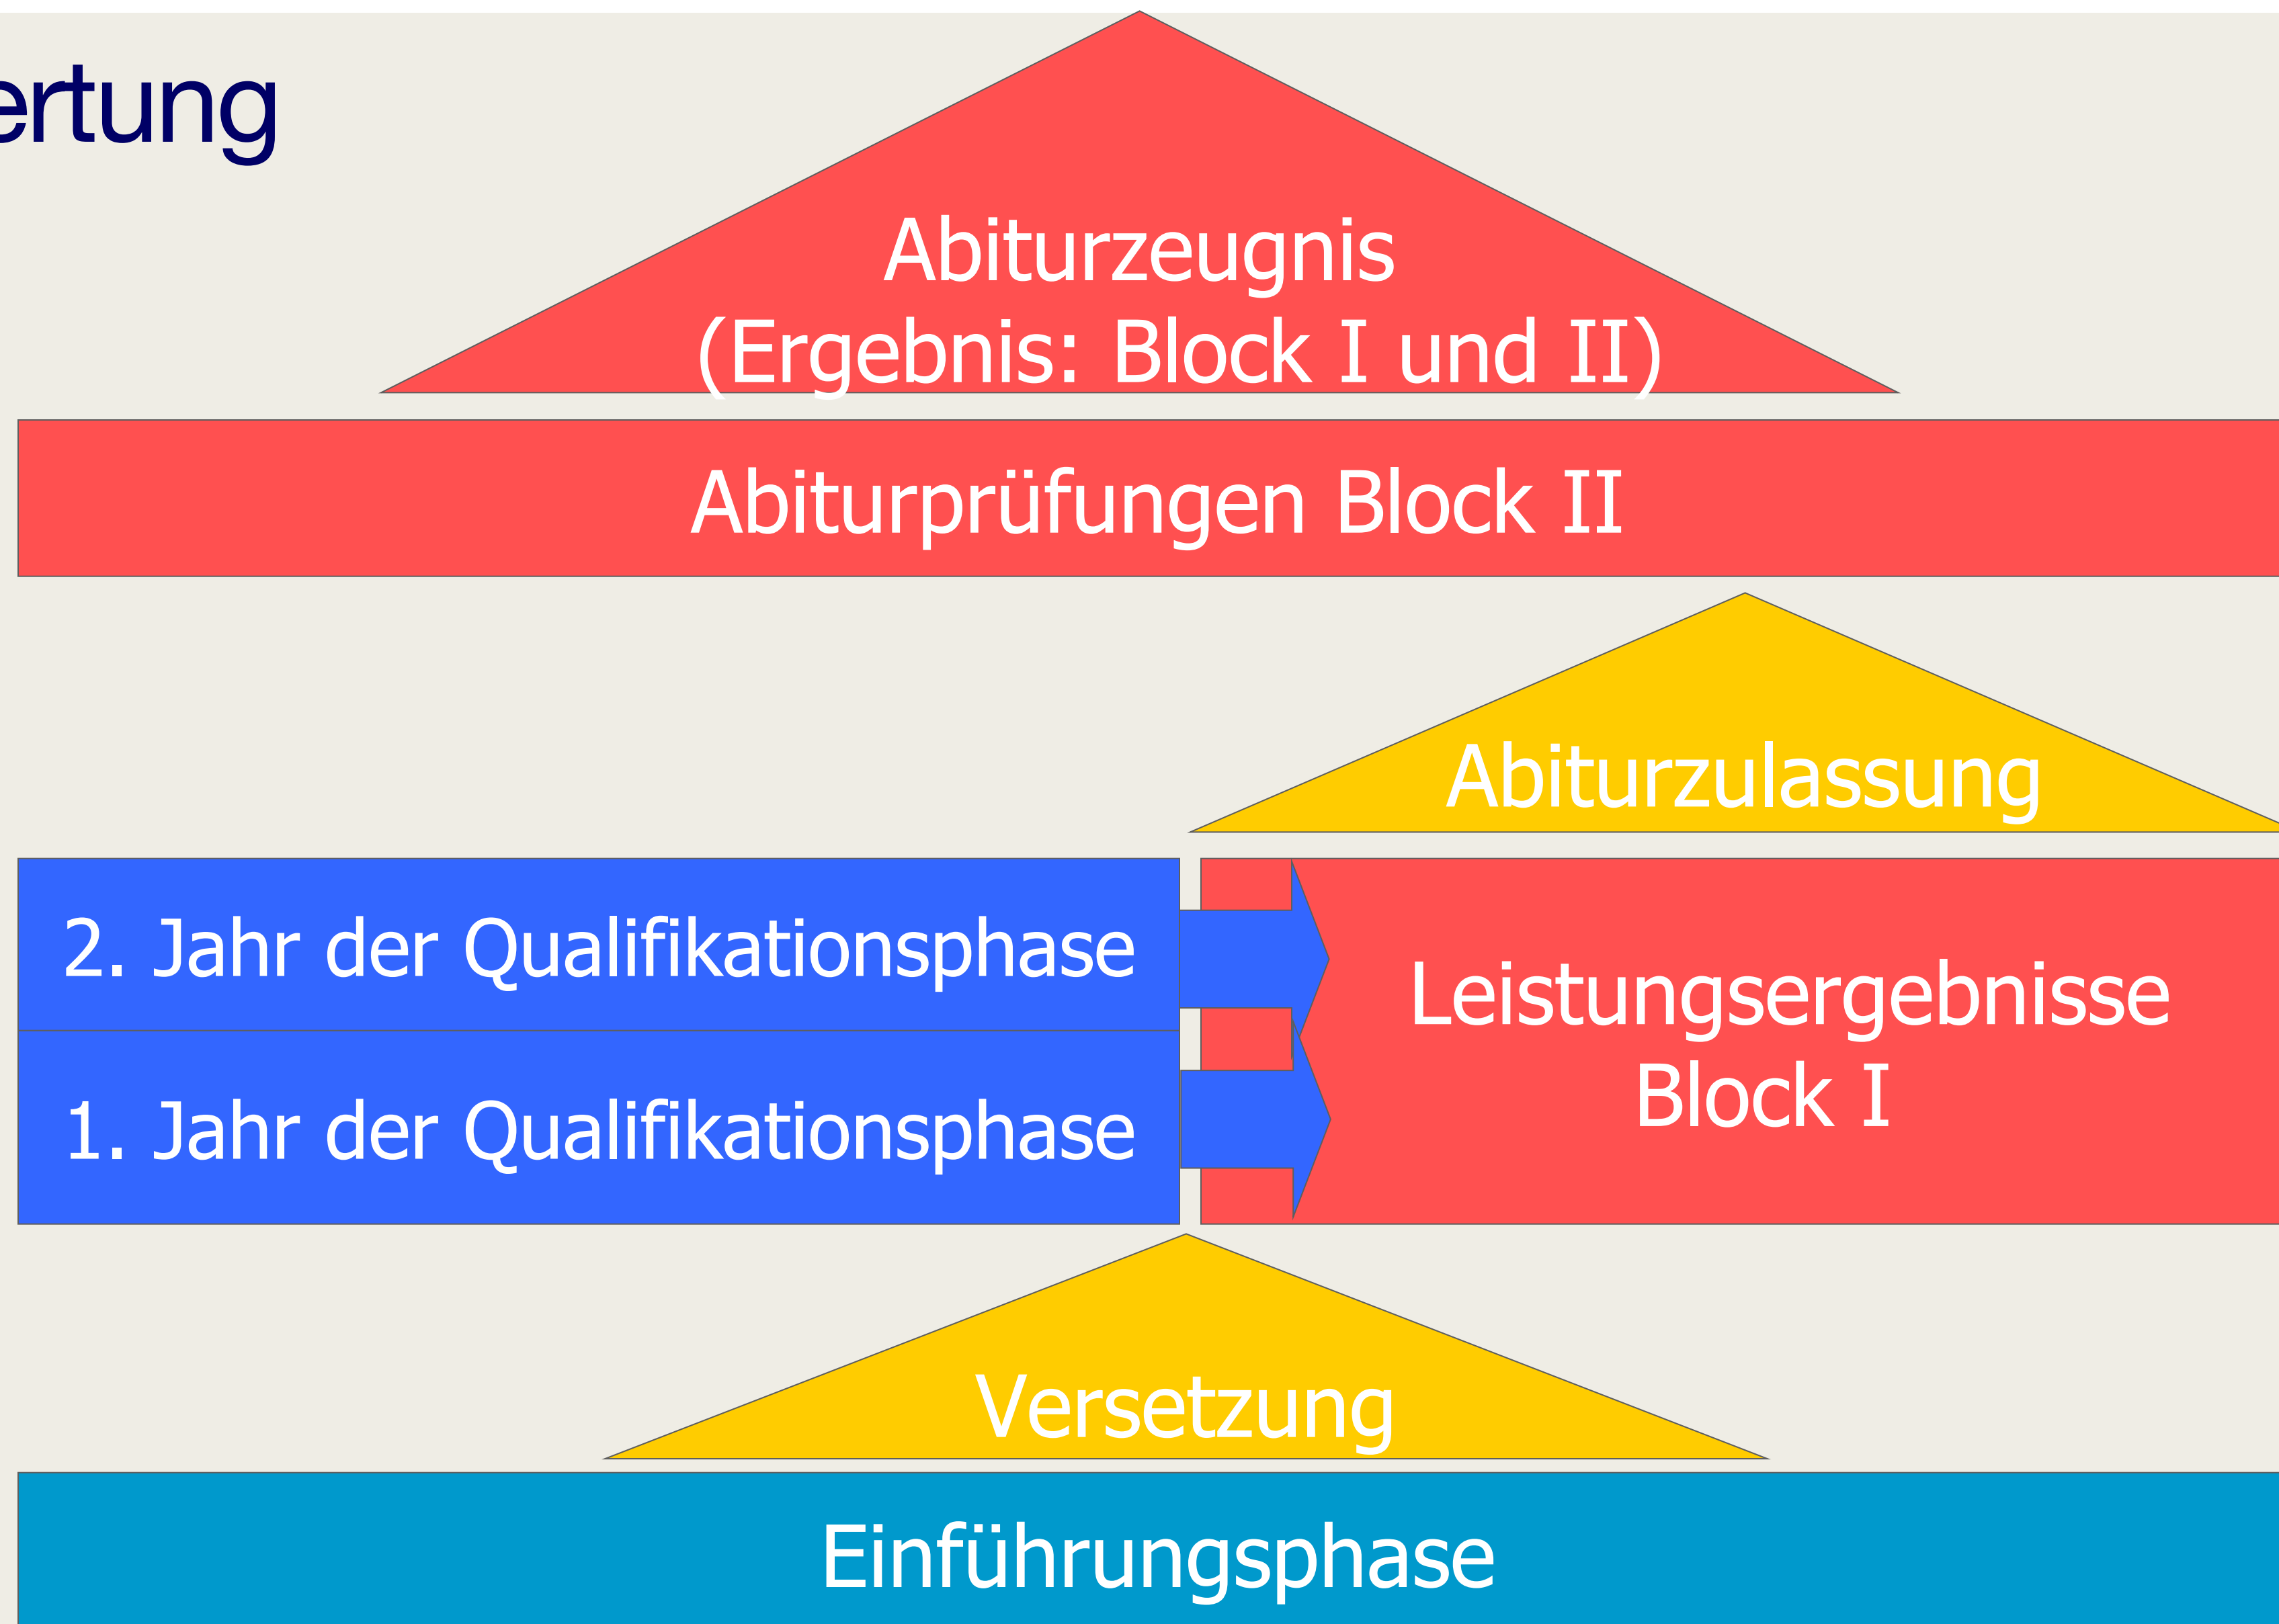 ertung
Abiturzeugnis
(Ergebnis: Block I und II)
Abiturprüfungen Block II
Abiturzulassung
2. Jahr der Qualifikationsphase
1. Jahr der Qualifikationsphase
Leistungsergebnisse
Block I
Versetzung
Einführungsphase